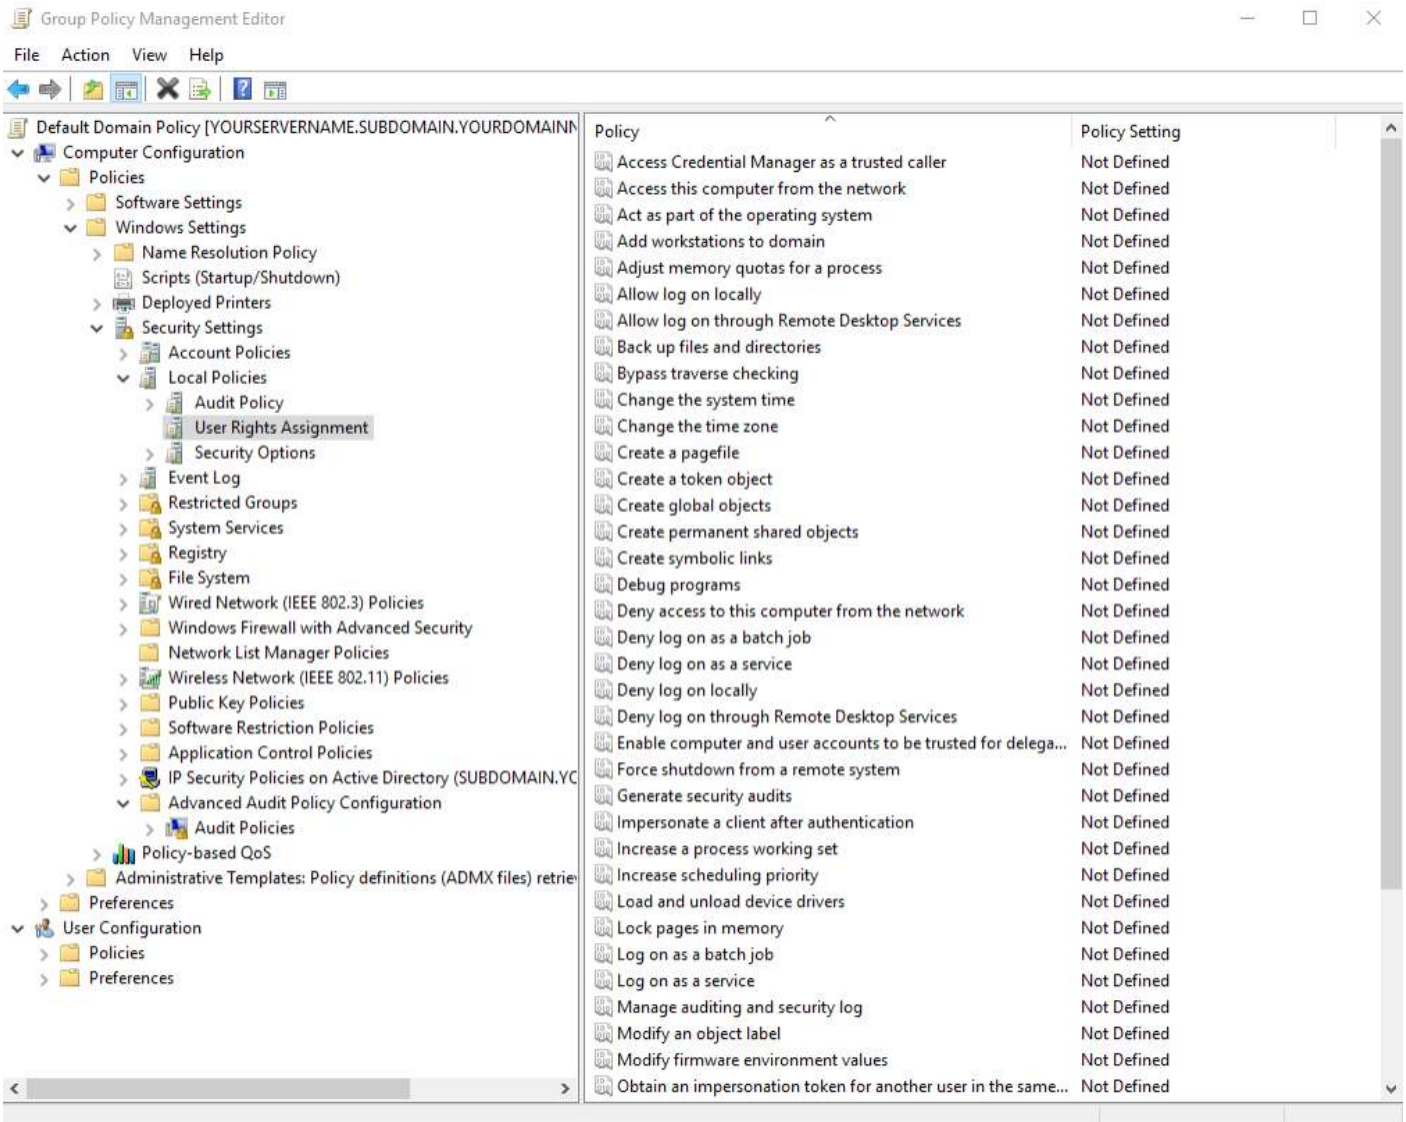 Group Policy Management Editor
File Action View Help
Default Domain Policy [YOURSERVERNAME.SUBDOMAIN.YOURDOMAINN
Computer Configuration
Policies
Software Settings
Windows Settings
Name Resolution Policy
Scripts (Startup/Shutdown)
Deployed Printers
Security Settings
Account Policies
Local Policies
Audit Policy
User Rights Assignment
Security Options
Event Log
Restricted Groups
System Services
Registry
File System
Wired Network (IEEE 802.3) Policies
Windows Firewall with Advanced Security
Network List Manager Policies
Wireless Network (IEEE 802.11) Policies
Public Key Policies
Software Restriction Policies
Application Control Policies
IP Security Policies on Active Directory (SUBDOMAIN.YC
Advanced Audit Policy Configuration
Audit Policies
Policy-based QoS
Administrative Templates: Policy definitions (ADMX files) retrie
Preferences
User Configuration
Policies
Preferences
Policy Policy Setting
Access Credential Manager as a trusted caller Not Defined
Access this computer from the network Not Defined
Act as part of the operating system Not Defined
Add workstations to domain Not Defined
Adjust memory quotas for a process Not Defined
Allow log on locally Not Defined
Allow log on through Remote Desktop Services Not Defined
Back up files and directories Not Defined
Bypass traverse checking Not Defined
Change the system time Not Defined
Change the time zone Not Defined
Create a pagefile Not Defined
Create a token object Not Defined
Create global objects Not Defined
Create permanent shared objects Not Defined
Create symbolic links Not Defined
Debug programs Not Defined
Deny access to this computer from the network Not Defined
Deny log on as a batch job Not Defined
Deny log on as a service Not Defined
Deny log on locally Not Defined
Deny log on through Remote Desktop Services Not Defined
Enable computer and user accounts to be trusted for delega... Not Defined
Force shutdown from a remote system Not Defined
Generate security audits Not Defined
Impersonate a client after authentication Not Defined
Increase a process working set Not Defined
Increase scheduling priority Not Defined
Load and unload device drivers Not Defined
Lock pages in memory Not Defined
Log on as a batch job Not Defined
Log on as a service Not Defined
Manage auditing and security log Not Defined
Modify an object label Not Defined
Modify firmware environment values Not Defined
Obtain an impersonation token for another user in the same... Not Defined